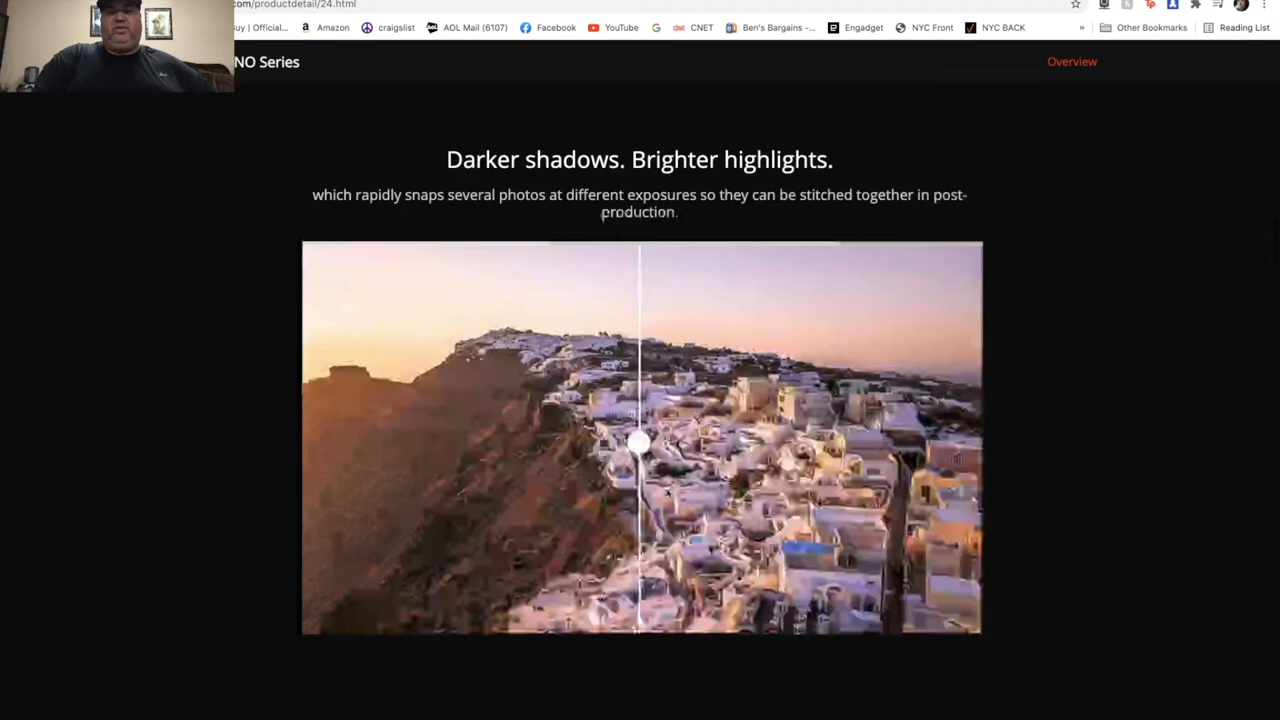 com/productdetail/24.html
uy | Official... Amazon craigslist AOL Mail (6107) Facebook YouTube CNET Ben's Bargains -... Engadget NYC Front NYC BACK » Other Bookmarks Reading List
NO Series
Overview
Darker shadows. Brighter highlights.
which rapidly snaps several photos at different exposures so they can be stitched together in post-
production.